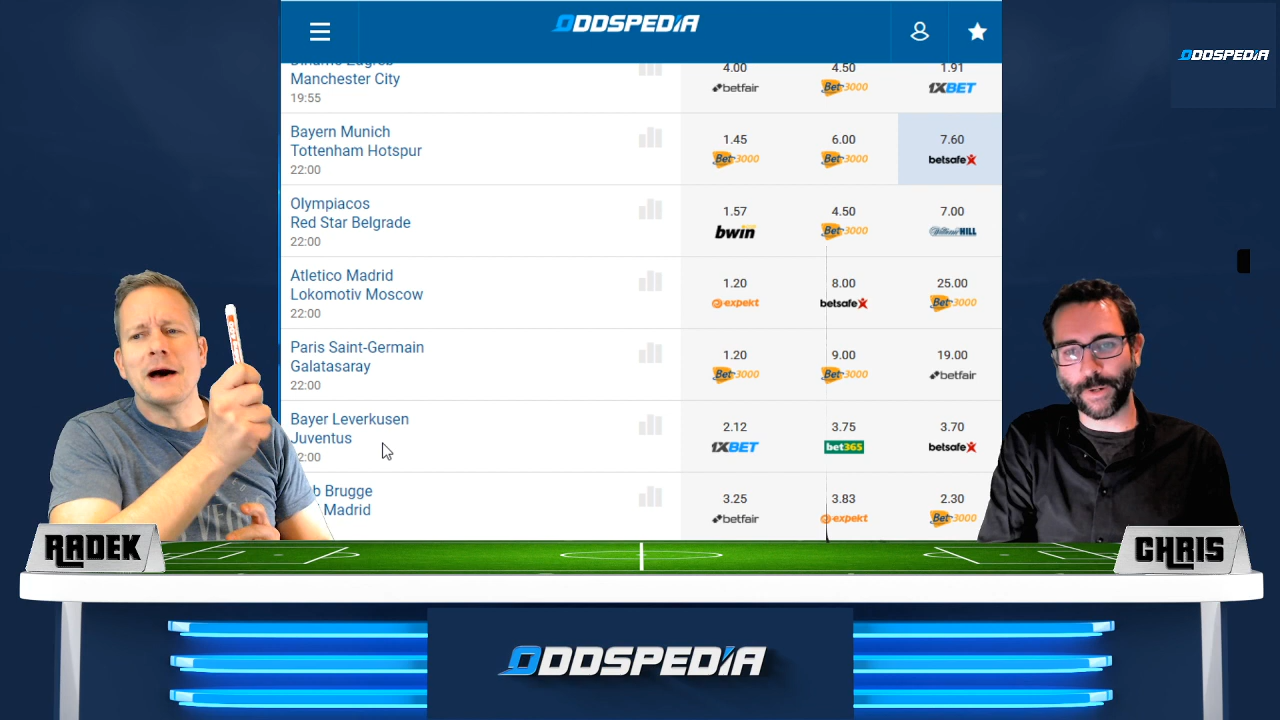 ODDSPEDIA
ODDSPEDIA
Manchester City
19:55
4.00
4.50
1.91
betfair
Bet3000
1XBET
Bayern Munich
Tottenham Hotspur
22:00
1.45
6.00
7.60
Bet3000
Bet3000
betsafe
Olympiacos
Red Star Belgrade
22:00
1.57
4.50
7.00
bwin
Bet3000
William HILL
Atletico Madrid
Lokomotiv Moscow
22:00
1.20
8.00
25.00
expekt
betsafe
Bet3000
Paris Saint-Germain
Galatasaray
22:00
1.20
9.00
19.00
Bet3000
Bet3000
betfair
Bayer Leverkusen
Juventus
2:00
2.12
3.75
3.70
1XBET
bet365
betsafe
b Brugge
Madrid
3.25
3.83
2.30
betfair
expekt
Bet3000
RADEK
CHRIS
ODDSPEDIA